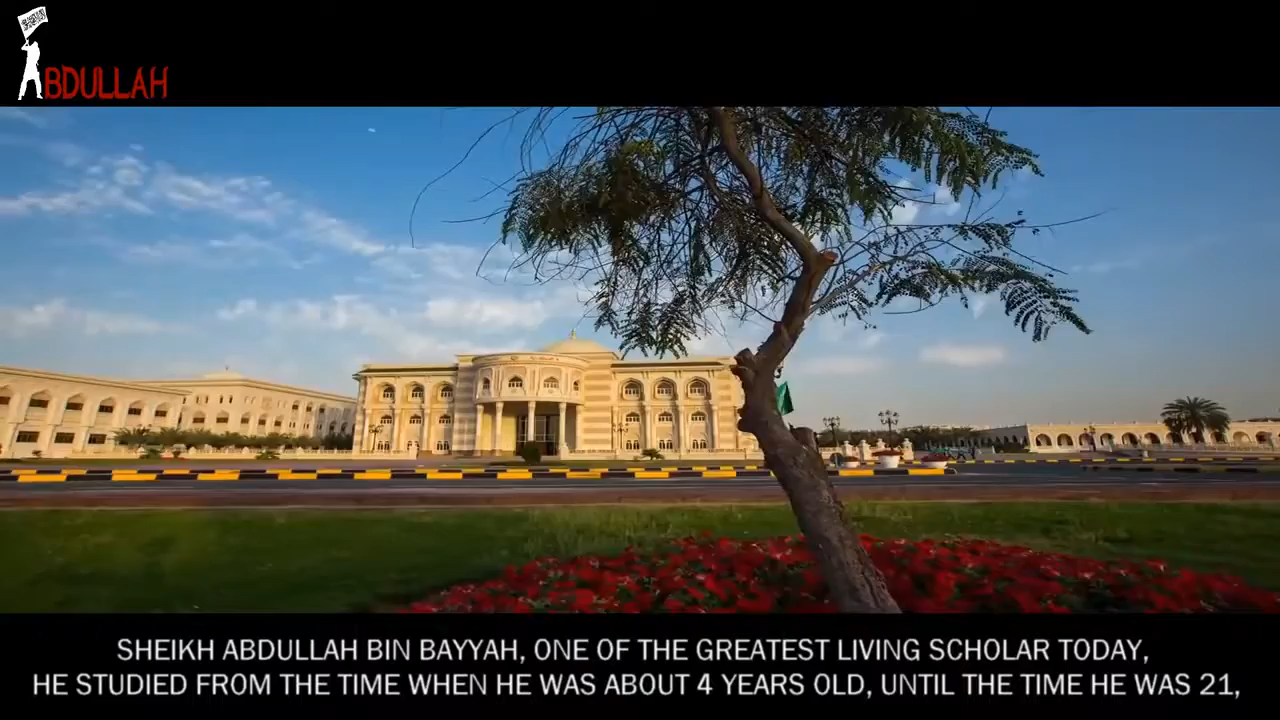 BDULLAH
SHEIKH ABDULLAH BIN BAYYAH, ONE OF THE GREATEST LIVING SCHOLAR TODAY,
HE STUDIED FROM THE TIME WHEN HE WAS ABOUT 4 YEARS OLD, UNTIL THE TIME HE WAS 21,